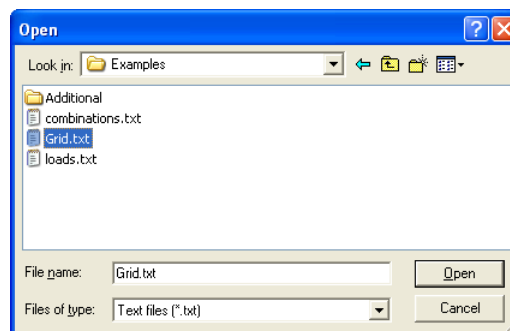 Open
Look in: Examples
Additional
combinations.txt
Grid.txt
loads.txt
File name: Grid.txt Open
Files of type: Text files (*.txt) Cancel